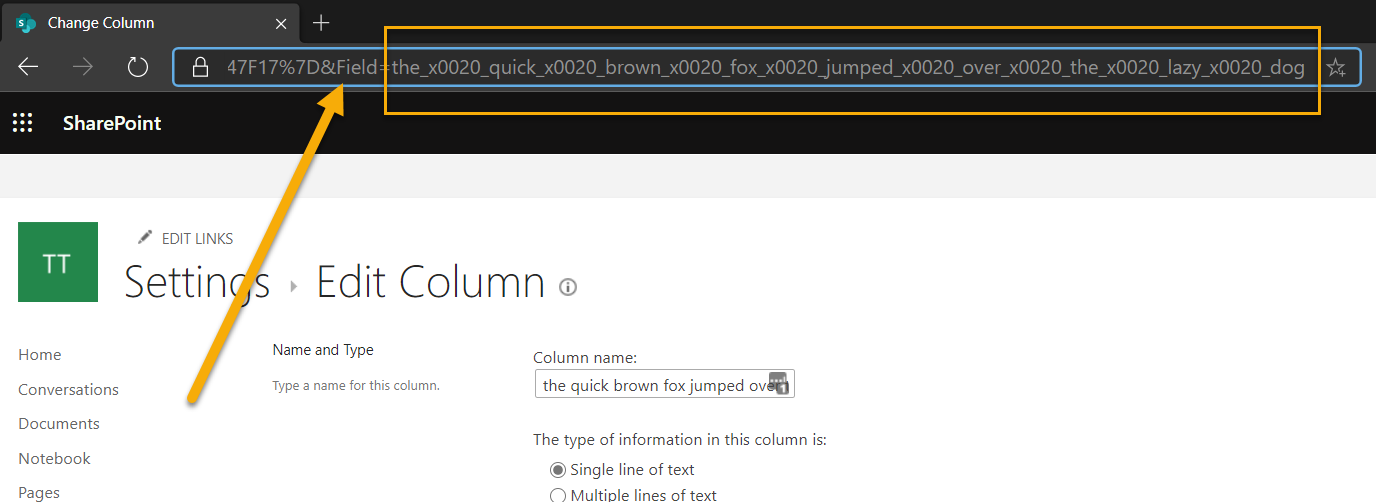 Change Column
47F17%7D&Field=the_x0020_quick_x0020_brown_x0020_fox_x0020_jumped_x0020_over_x0020_the_x0020_lazy_x0020_dog
SharePoint
TT
EDIT LINKS
Settings Edit Column
Home
Conversations
Documents
Notebook
Pages
Name and Type
Type a name for this column.
Column name:
the quick brown fox jumped over
The type of information in this column is:
Single line of text
Multiple lines of text